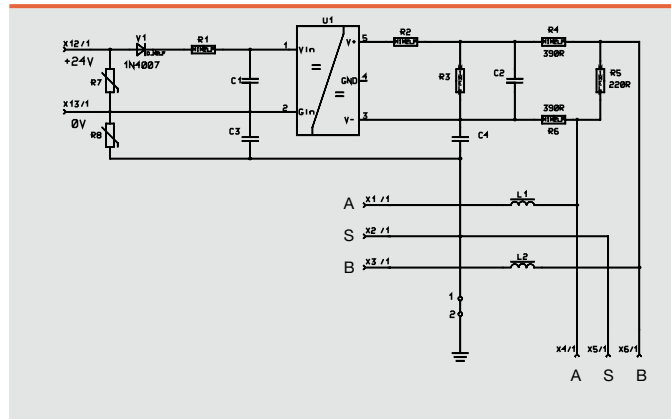 U1
X12/1
+24V
V1
1N4007
R1
1
VIn
V+
5
R2
R4
390R
R7
C1
=
=
GND
4
R3
C2
R5
220R
X13/1
0V
2
GIn
V-
3
390R
R6
R8
C3
C4
A
X1/1
L1
S
X2/1
B
X3/1
L2
1
2
X4/1
X5/1
X6/1
A
S
B